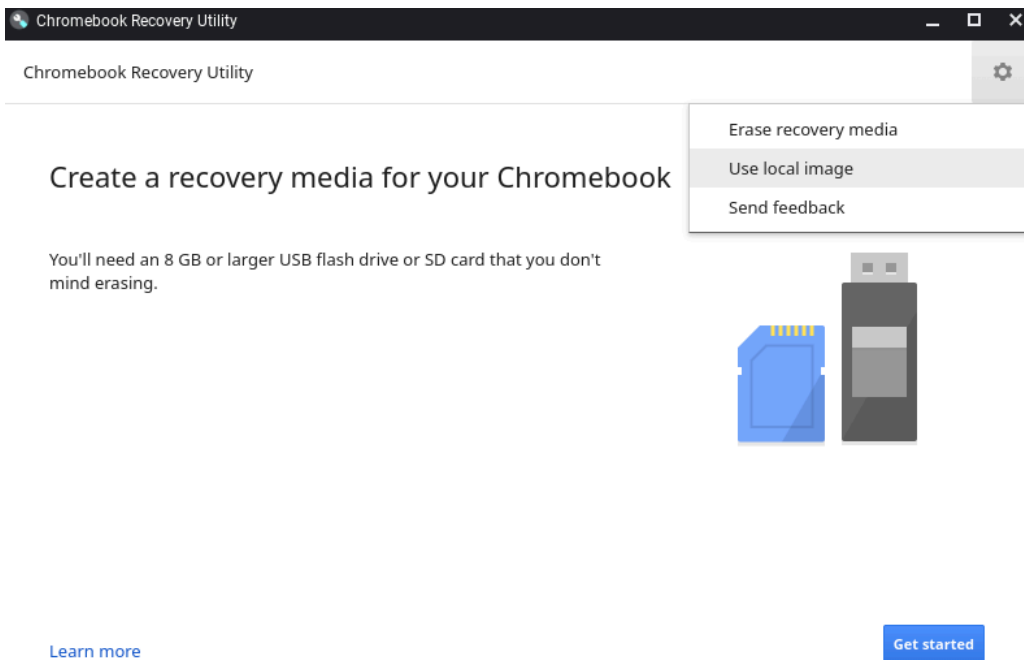 Chromebook Recovery Utility
Chromebook Recovery Utility
Erase recovery media
Use local image
Send feedback
Create a recovery media for your Chromebook
You'll need an 8 GB or larger USB flash drive or SD card that you don't
mind erasing.
Learn more
Get started